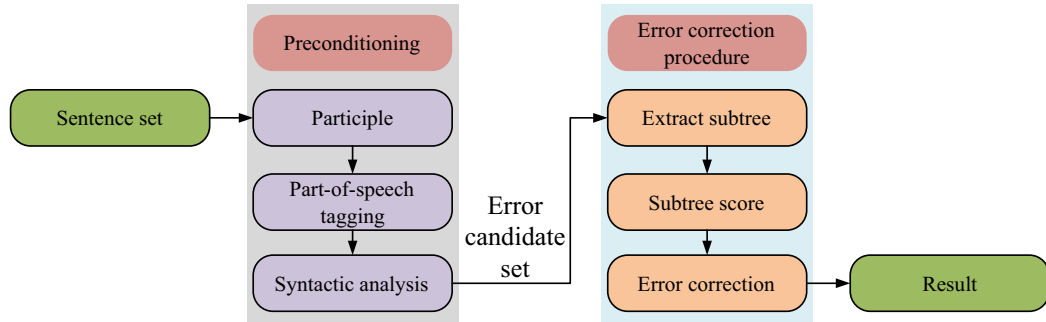 Preconditioning
Error correction
procedure
Sentence set
Participle
Extract subtree
Part-of-speech
tagging
Subtree score
Error
candidate
set
Syntactic analysis
Error correction
Result